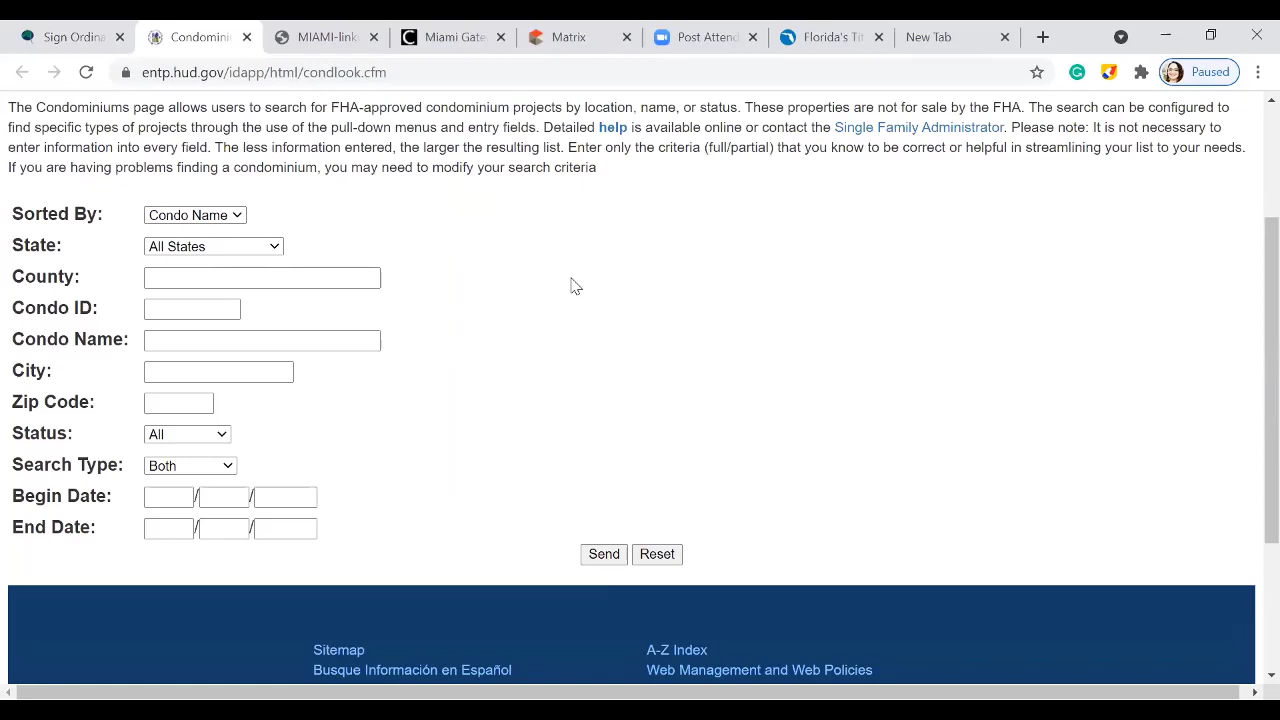 Sign Ordina
Condominiu
MIAMI-link
Miami Gate
Matrix
Post Attend
Florida's Tit
New Tab
entp.hud.gov/idapp/html/condlook.cfm
Paused
The Condominiums page allows users to search for FHA-approved condominium projects by location, name, or status. These properties are not for sale by the FHA. The search can be configured to
find specific types of projects through the use of the pull-down menus and entry fields. Detailed help is available online or contact the Single Family Administrator. Please note: It is not necessary to
enter information into every field. The less information entered, the larger the resulting list. Enter only the criteria (full/partial) that you know to be correct or helpful in streamlining your list to your needs.
If you are having problems finding a condominium, you may need to modify your search criteria
Sorted By: Condo Name
State: All States
County:
Condo ID:
Condo Name:
City:
Zip Code:
Status: All
Search Type: Both
Begin Date: / /
End Date: / /
Send Reset
Sitemap A-Z Index
Busque Información en Español Web Management and Web Policies